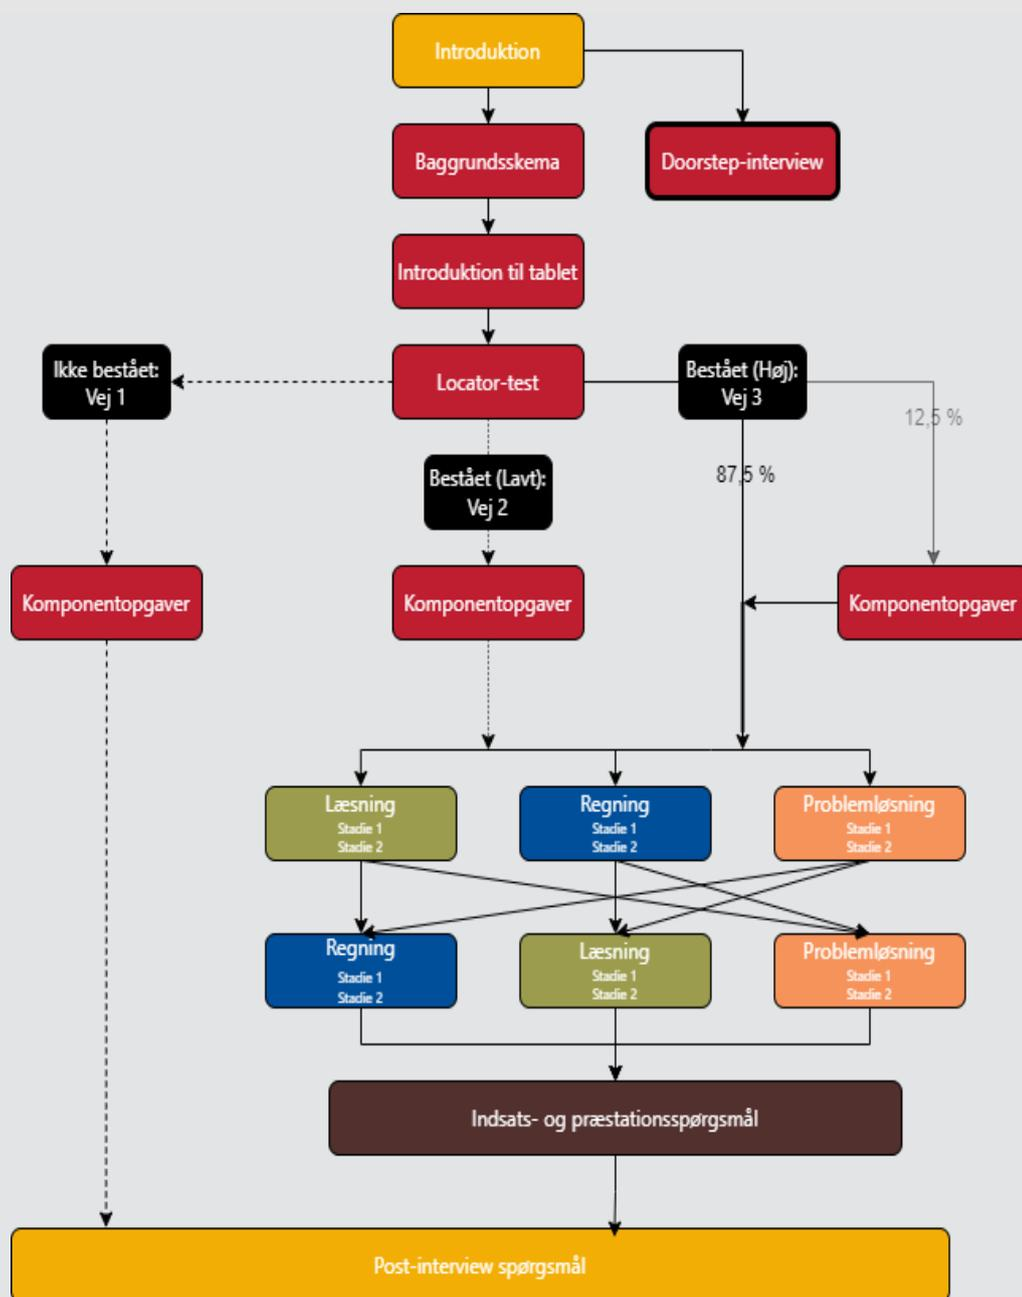 Introduktion
Baggrundsskema
Doorstep-interview
Introduktion til tablet
Ikke bestået:
Vej 1
Locator-test
Bestået (Høj):
Vej 3
12,5 %
87,5 %
Bestået (Lavt):
Vej 2
Komponentopgaver
Komponentopgaver
Komponentopgaver
Læsning
Stadie 1
Stadie 2
Regning
Stadie 1
Stadie 2
Problemløsning
Stadie 1
Stadie 2
Regning
Stadie 1
Stadie 2
Læsning
Stadie 1
Stadie 2
Problemløsning
Stadie 1
Stadie 2
Indsats- og præstationsspørgsmål
Post-interview spørgsmål